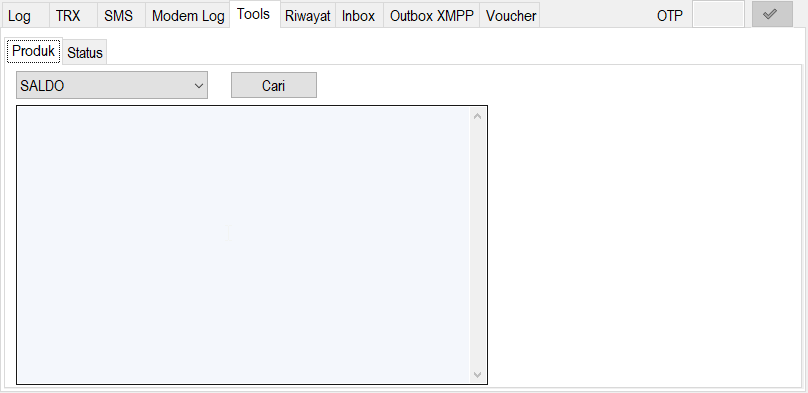 Log TRX SMS Modem Log Tools Riwayat Inbox Outbox XMPP Voucher OTP
Produk Status
SALDO Cari